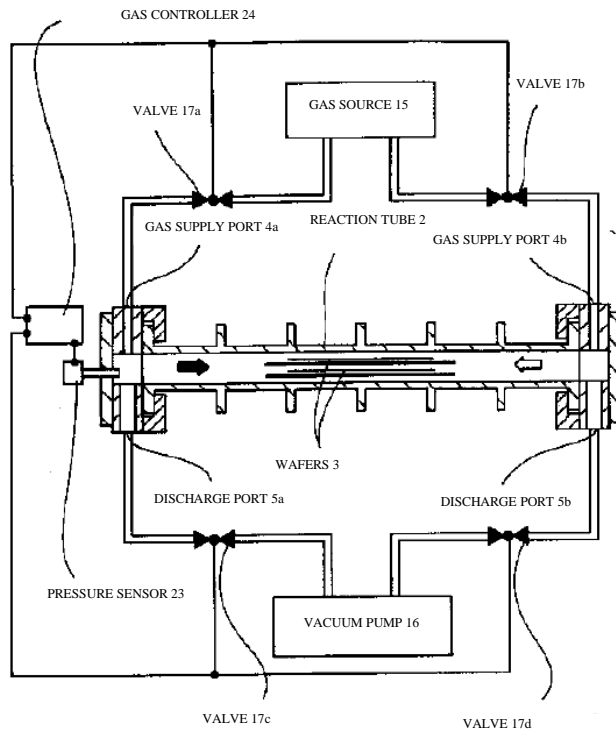 GAS CONTROLLER 24
VALVE 17a
GAS SOURCE 15
VALVE 17b
GAS SUPPLY PORT 4a
REACTION TUBE 2
GAS SUPPLY PORT 4b
WAFERS 3
DISCHARGE PORT 5a
DISCHARGE PORT 5b
PRESSURE SENSOR 23
VACUUM PUMP 16
VALVE 17c
VALVE 17d